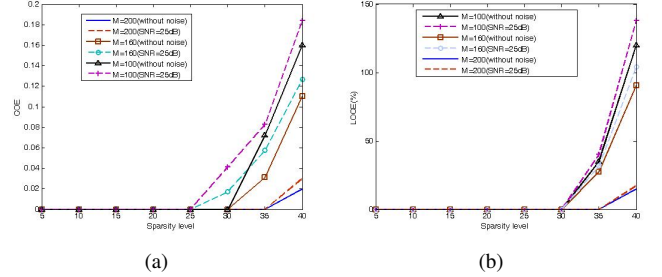 0.2
0.18
0.16
0.14
0.12
0.1
0.08
0.06
0.04
0.02
0
COE
M=200(without noise)
M=200(SNR=25dB)
M=160(without noise)
M=160(SNR=25dB)
M=100(without noise)
M=100(SNR=25dB)
5 10 15 20 25 30 35 40
Sparsity level
(a)
150
100
50
0
LOOE(%)
M=100(without noise)
M=100(SNR=25dB)
M=160(without noise)
M=160(SNR=25dB)
M=200(without noise)
M=200(SNR=25dB)
5 10 15 20 25 30 35 40
Sparsity level
(b)